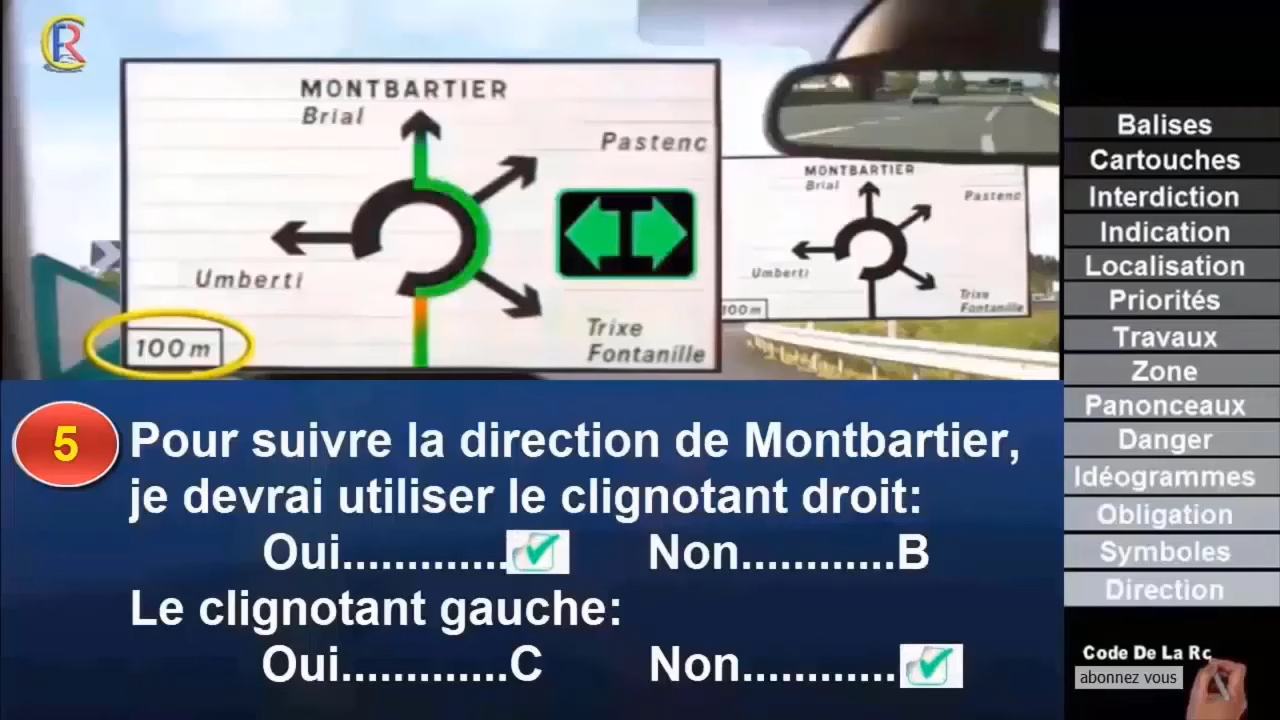 MONTBARTIER
Brial
Pastenc
Umberti
100 m
Trixe
Fontanille
MONTBARTIER
Brial
Pastenc
Umberti
100 m
Trixe
Fontanille
5
Pour suivre la direction de Montbartier,
je devrai utiliser le clignotant droit:
Oui............. Non............B
Le clignotant gauche:
Oui.............C Non............
Balises
Cartouches
Interdiction
Indication
Localisation
Priorités
Travaux
Zone
Panonceaux
Danger
Idéogrammes
Obligation
Symboles
Direction
Code De La Rc
abonnez vous